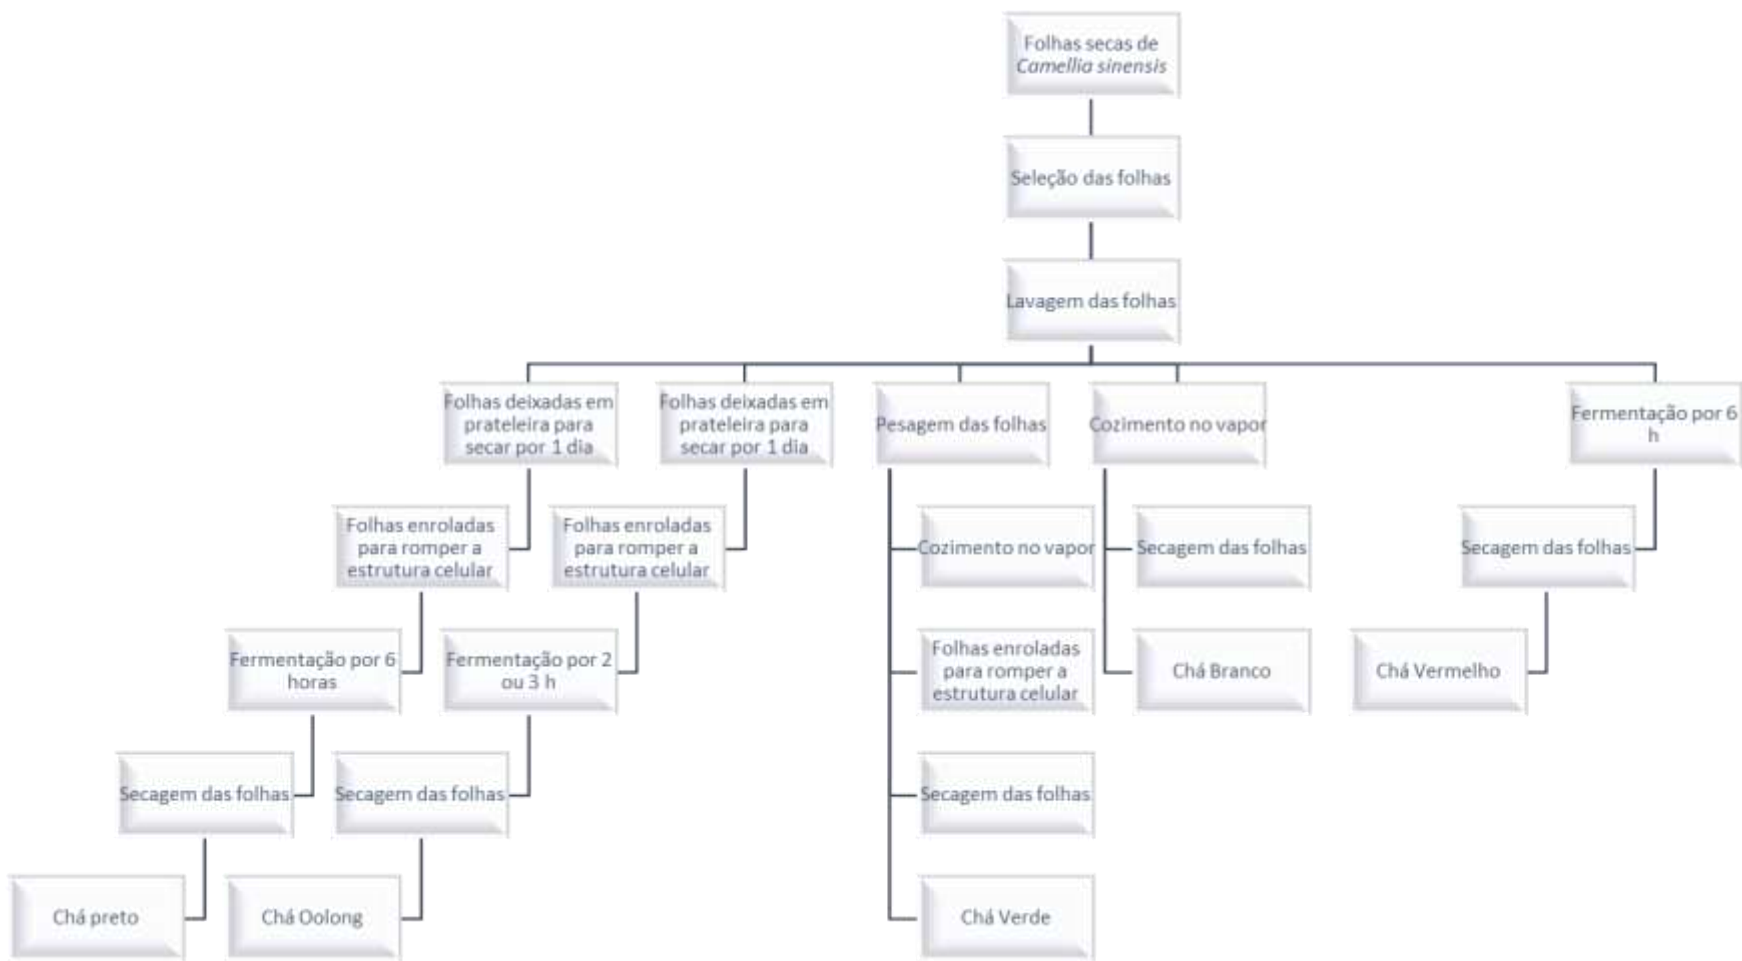 Folhas secas de
Camellia sinensis
Seleção das folhas
Lavagem das folhas
Folhas deixadas em
prateleira para
secar por 1 dia
Folhas deixadas em
prateleira para
secar por 1 dia
Pesagem das folhas
Cozimento no vapor
Fermentação por 6
h
Folhas enroladas
para romper a
estrutura celular
Folhas enroladas
para romper a
estrutura celular
Cozimento no vapor
Secagem das folhas
Secagem das folhas
Fermentação por 6
horas
Fermentação por 2
ou 3 h
Folhas enroladas
para romper a
estrutura celular
Chá Branco
Chá Vermelho
Secagem das folhas
Secagem das folhas
Secagem das folhas
Chá preto
Chá Oolong
Chá Verde